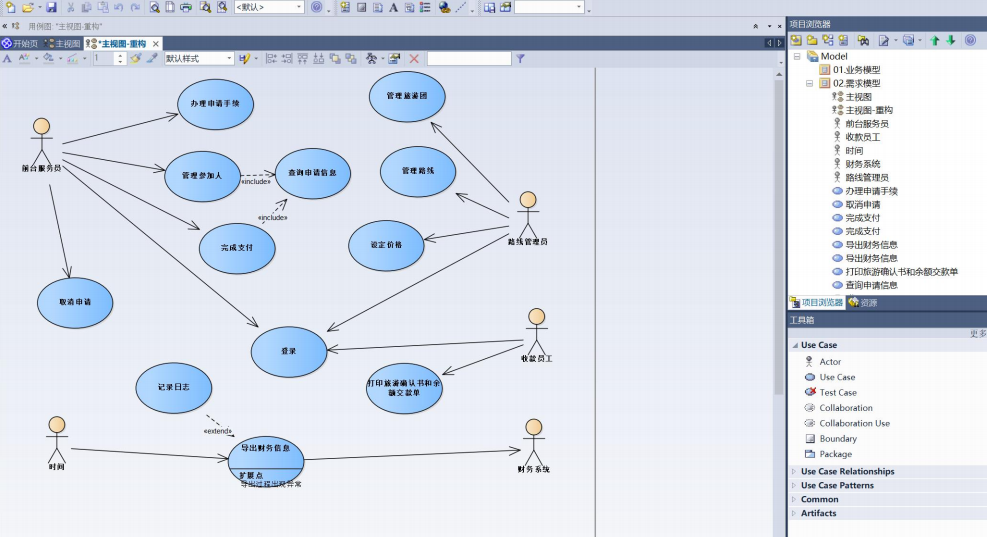 <默认>
用例图: "主视图-重构"
开始页 主视图 *主视图-重构
1 默认样式
办理申请手续
管理旅游团
前台服务员
管理参加人
«include»
查询申请信息
管理路线
«include»
完成支付
设定价格
路线管理员
取消申请
登录
收款员工
记录日志
打印旅游确认书和余
额交款单
«extend»
导出财务信息
扩展点
导出过程出现异常
时间
财务系统
项目浏览器
Model
01.业务模型
02.需求模型
主视图
主视图-重构
前台服务员
收款员工
时间
财务系统
路线管理员
办理申请手续
取消申请
完成支付
完成支付
导出财务信息
导出财务信息
打印旅游确认书和余额交款单
查询申请信息
项目浏览器 资源
工具箱
更多
Use Case
Actor
Use Case
Test Case
Collaboration
Collaboration Use
Boundary
Package
Use Case Relationships
Use Case Patterns
Common
Artifacts